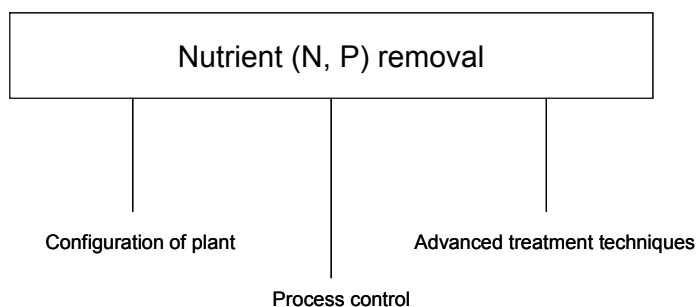 Nutrient (N, P) removal
Configuration of plant
Advanced treatment techniques
Process control